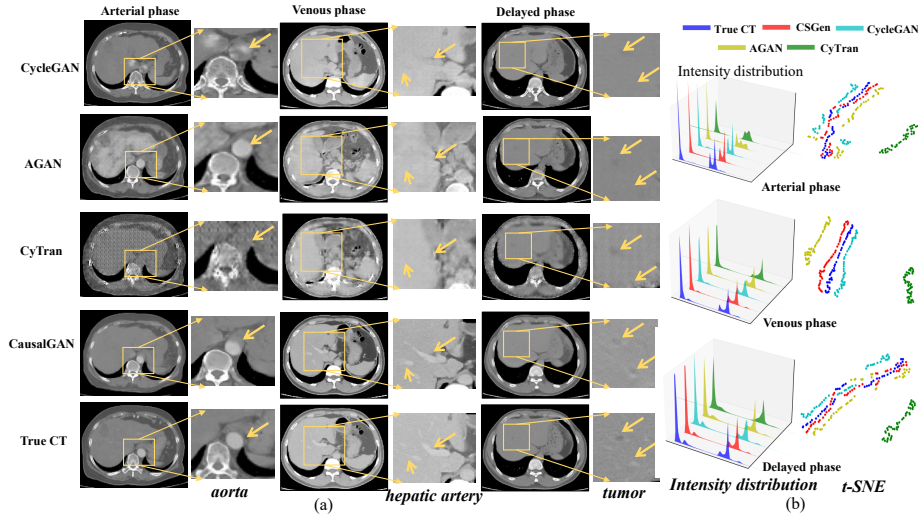 Arterial phase
Venous phase
Delayed phase
CycleGAN
AGAN
CyTran
CausalGAN
True CT
aorta
hepatic artery
tumor
(a)
True CT
CSGen
CycleGAN
AGAN
CyTran
Intensity distribution
Arterial phase
Venous phase
Delayed phase
Intensity distribution
t-SNE
(b)